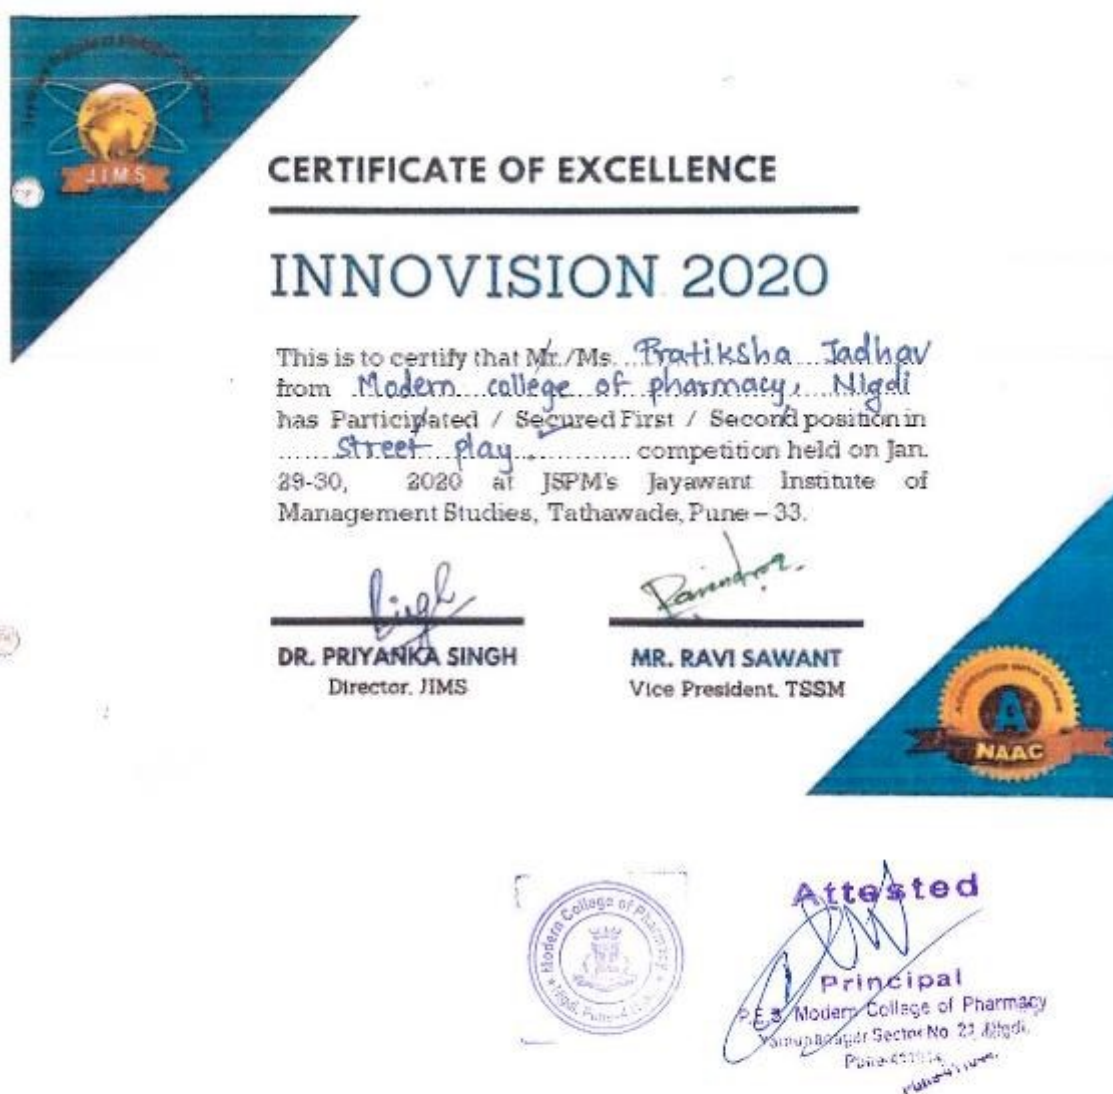 JIMS
CERTIFICATE OF EXCELLENCE
INNOVISION 2020
This is to certify that Mr./Ms. Pratiksha Jadhav
from Modern college of pharmacy, Nigdi
has Participated / Secured First / Second position in
street play competition held on Jan.
29-30, 2020 at JSPM's Jayawant Institute of
Management Studies, Tathawade, Pune – 33.
DR. PRIYANKA SINGH
Director, JIMS
MR. RAVI SAWANT
Vice President, TSSM
A
NAAC
Modern College of Pharmacy
Nigdi, Pune
Attested
Principal
P.E.S. Modern College of Pharmacy
Sector No. 21, Nigdi,